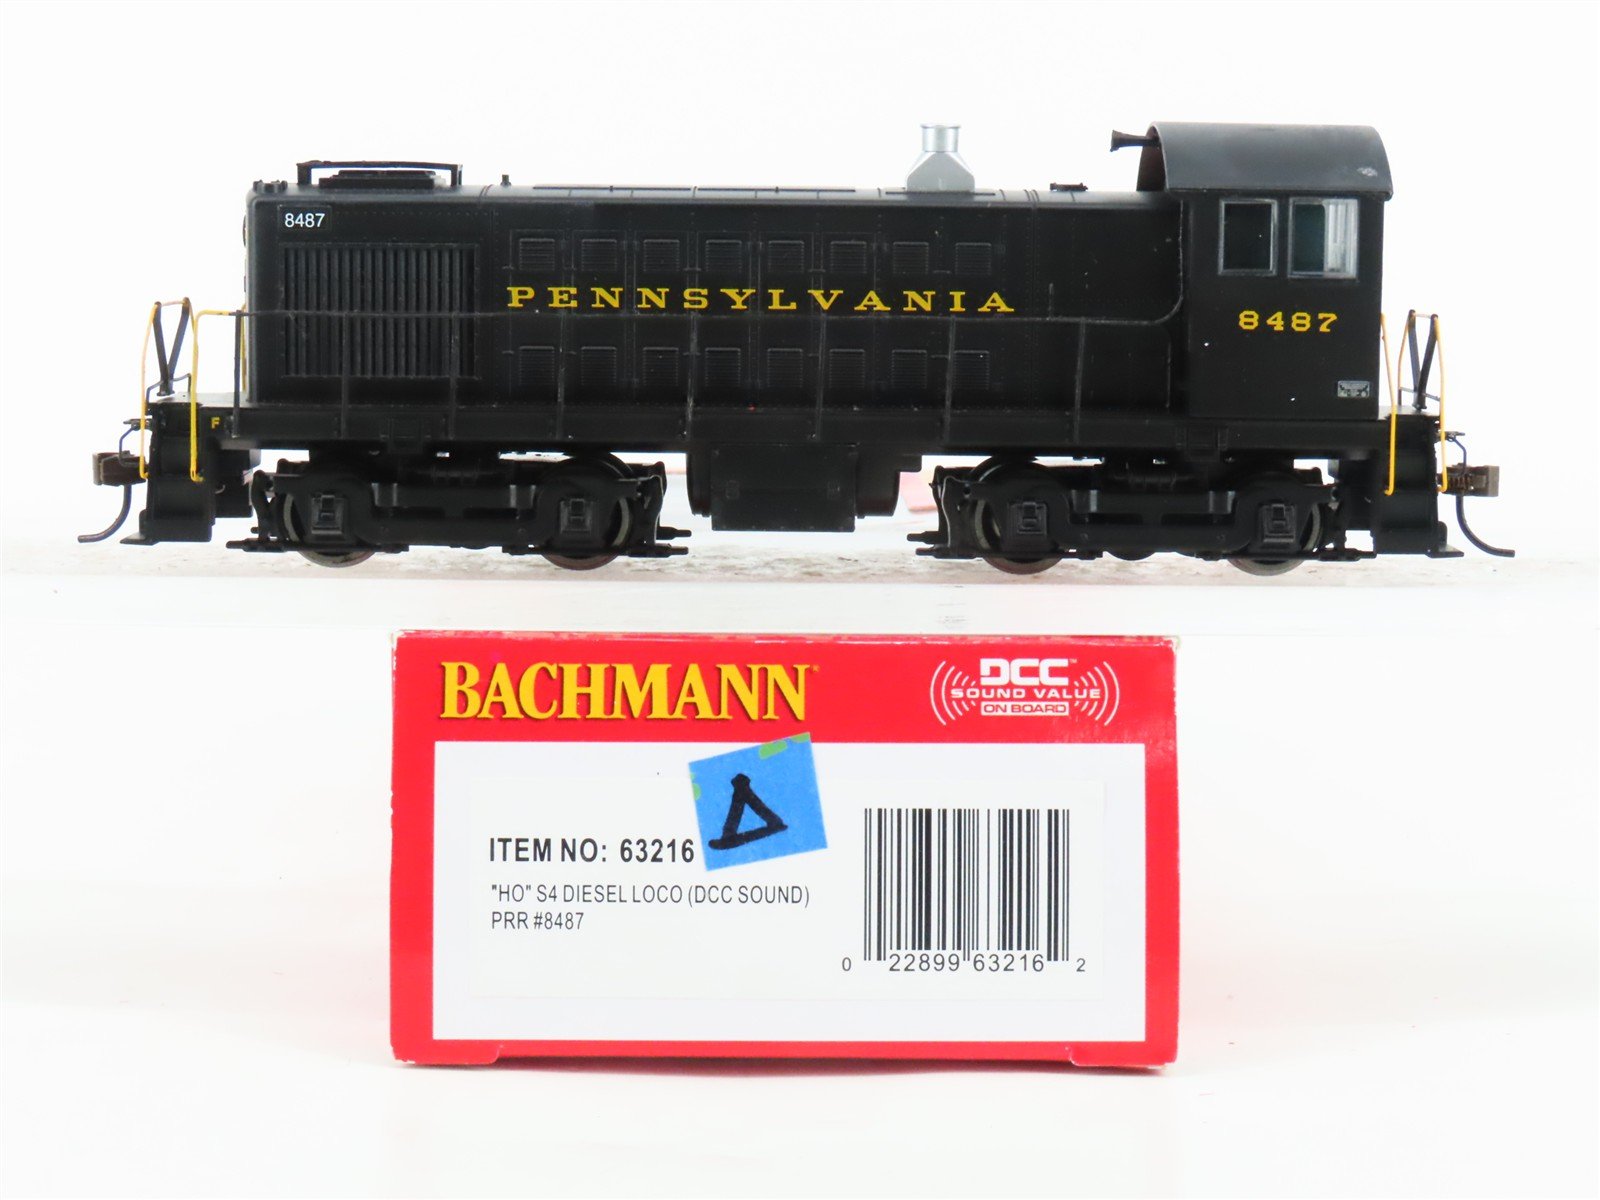 8487
PENNSYLVANIA
8487
F
BACHMANN
DCC™
SOUND VALUE
ON BOARD
Δ
ITEM NO: 63216
"HO" S4 DIESEL LOCO (DCC SOUND)
PRR #8487
0 22899 63216 2